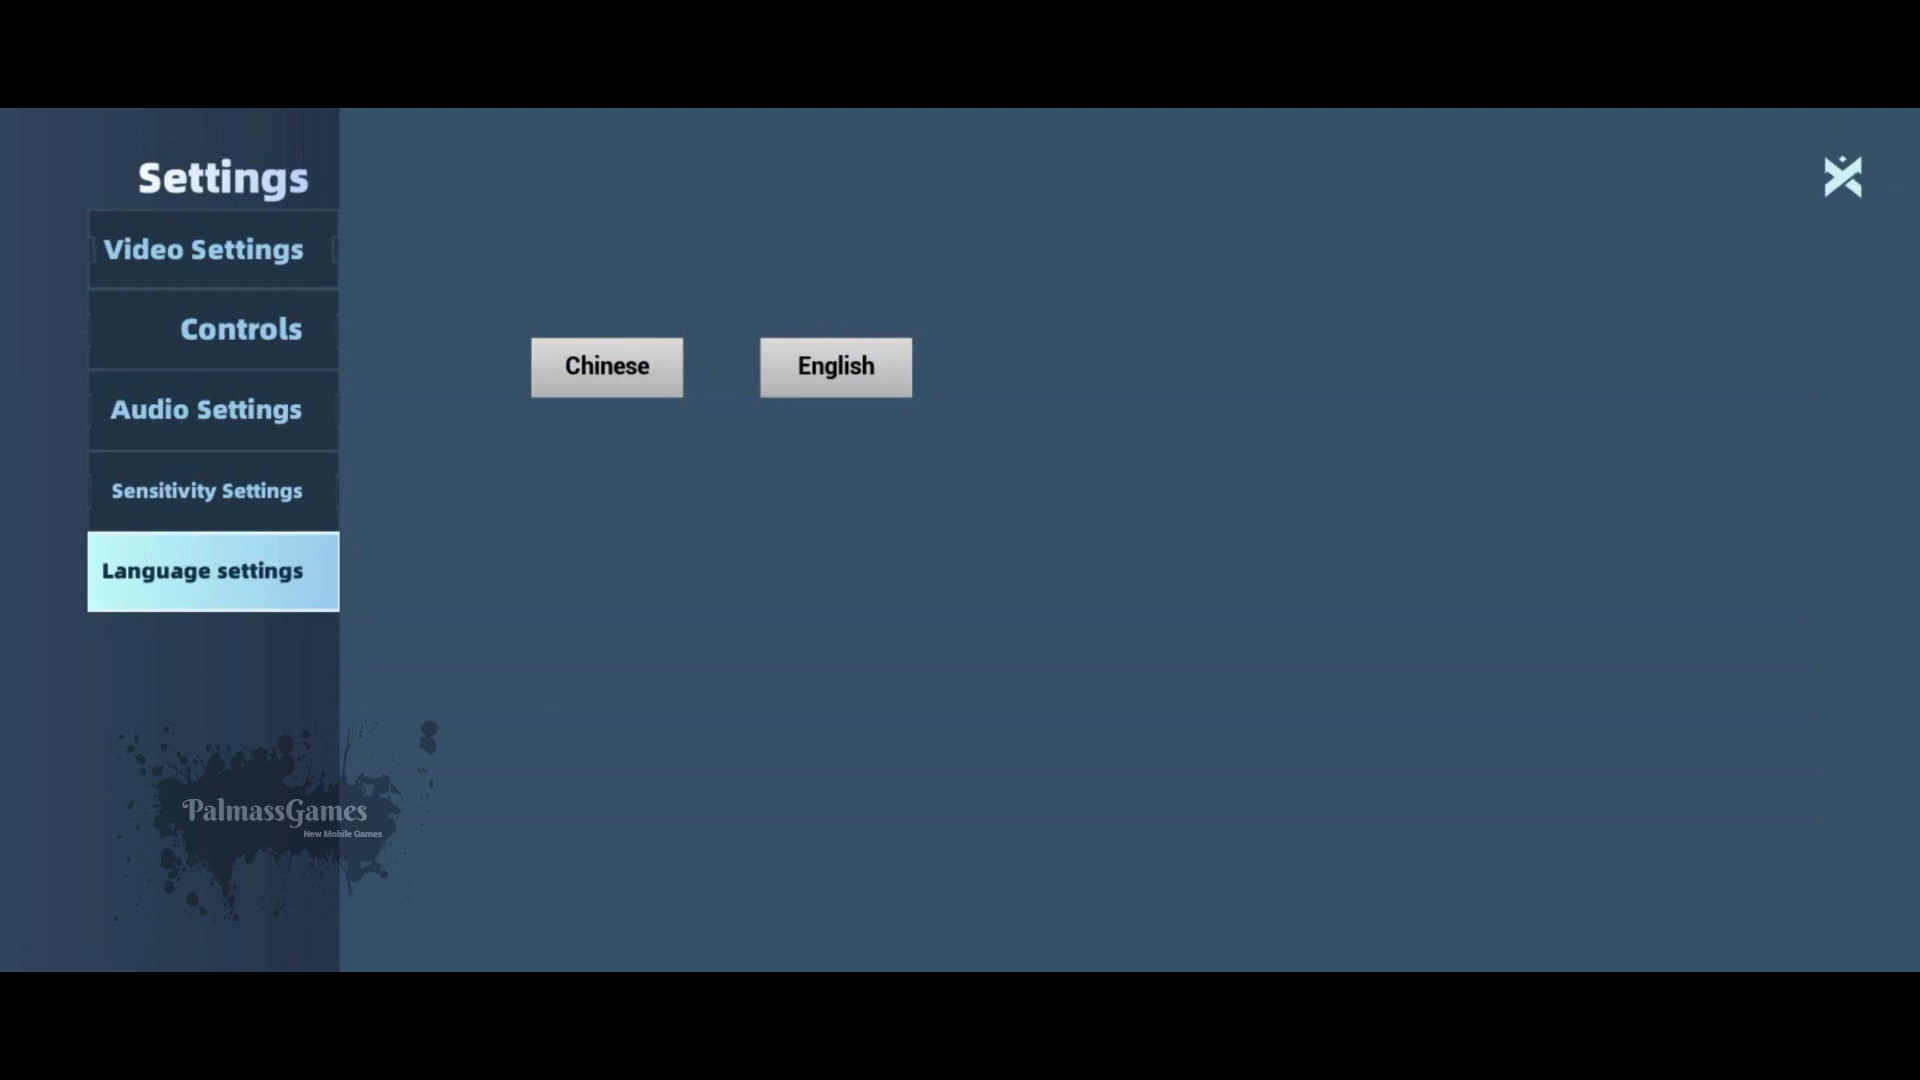 Settings
Video Settings
Controls
Audio Settings
Sensitivity Settings
Language settings
Chinese
English
PalmassGames
New Mobile Games